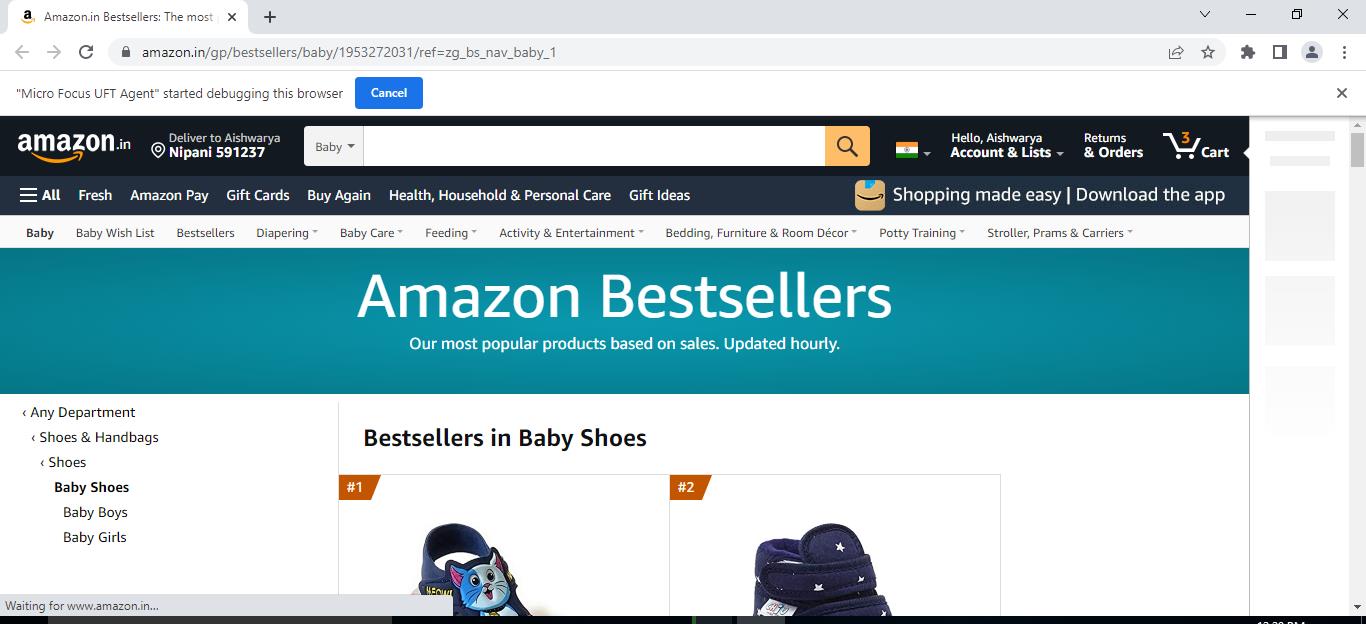 Amazon.in Bestsellers: The most
amazon.in/gp/bestsellers/baby/1953272031/ref=zg_bs_nav_baby_1
"Micro Focus UFT Agent" started debugging this browser Cancel
amazon.in
Deliver to Aishwarya
Nipani 591237
Baby
Hello, Aishwarya
Account & Lists
Returns
& Orders
3
Cart
All Fresh Amazon Pay Gift Cards Buy Again Health, Household & Personal Care Gift Ideas Shopping made easy | Download the app
Baby Baby Wish List Bestsellers Diapering Baby Care Feeding Activity & Entertainment Bedding, Furniture & Room Décor Potty Training Stroller, Prams & Carriers
Amazon Bestsellers
Our most popular products based on sales. Updated hourly.
‹ Any Department
‹ Shoes & Handbags
‹ Shoes
Baby Shoes
Baby Boys
Baby Girls
Bestsellers in Baby Shoes
#1 #2
Waiting for www.amazon.in...